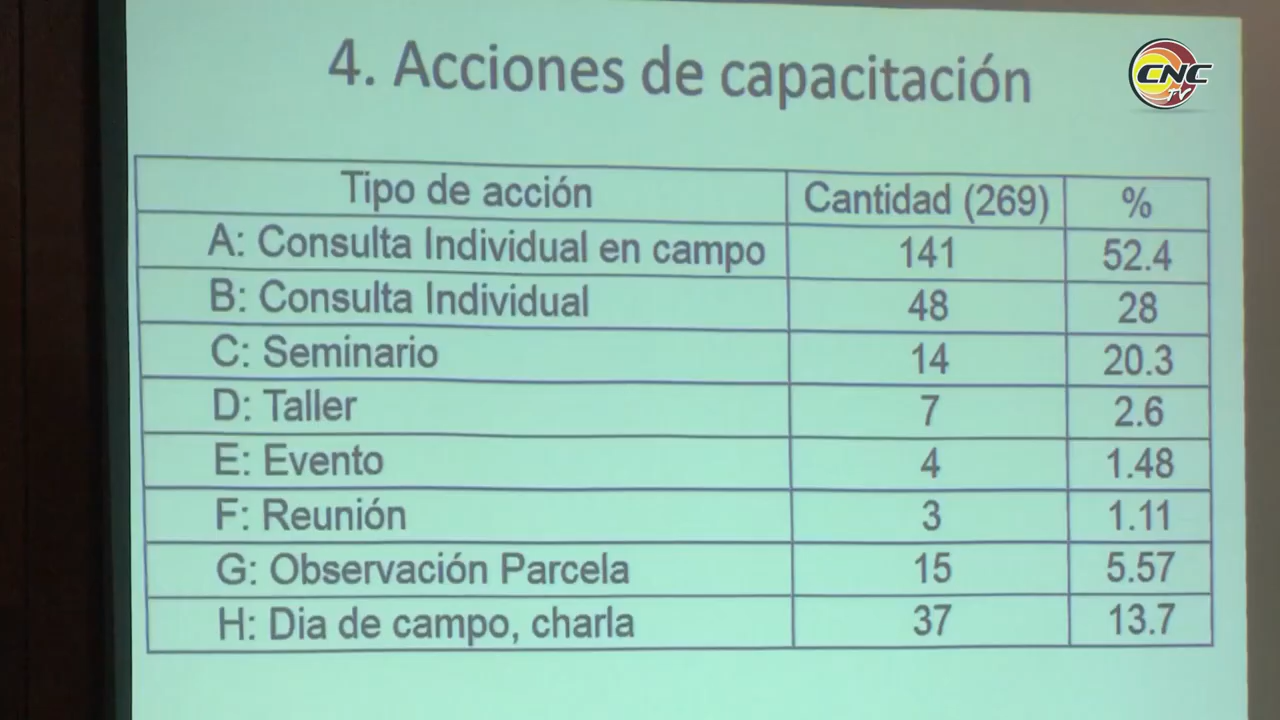 4. Acciones de capacitación
CNC
TV
Tipo de acción Cantidad (269) %
A: Consulta Individual en campo 141 52.4
B: Consulta Individual 48 28
C: Seminario 14 20.3
D: Taller 7 2.6
E: Evento 4 1.48
F: Reunión 3 1.11
G: Observación Parcela 15 5.57
H: Dia de campo, charla 37 13.7